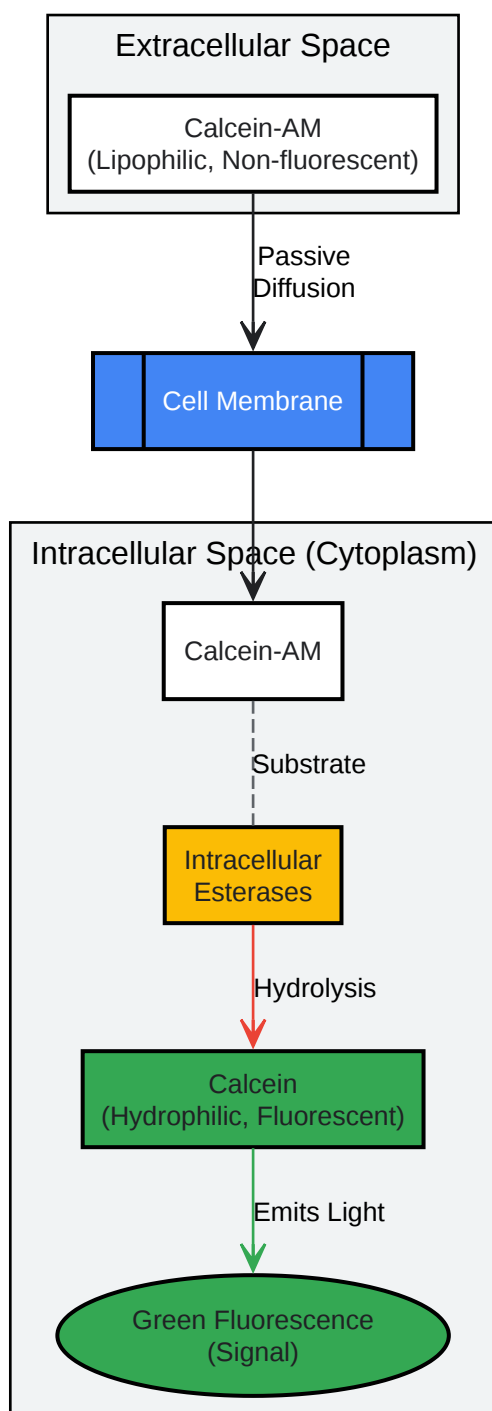 Extracellular Space
Calcein-AM
(Lipophilic, Non-fluorescent)
Passive
Diffusion
Cell Membrane
Intracellular Space (Cytoplasm)
Calcein-AM
Substrate
Intracellular
Esterases
Hydrolysis
Calcein
(Hydrophilic, Fluorescent)
Emits Light
Green Fluorescence
(Signal)